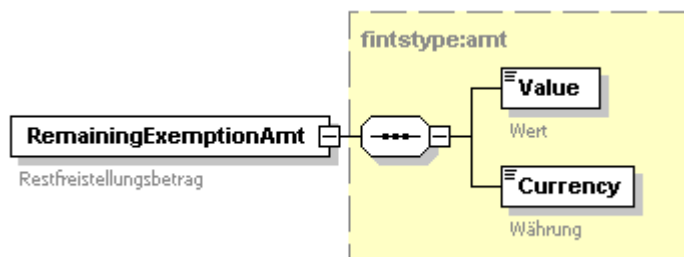 fintstype:amt
Value
Wert
RemainingExemptionAmt
Restfreistellungsbetrag
Currency
Währung